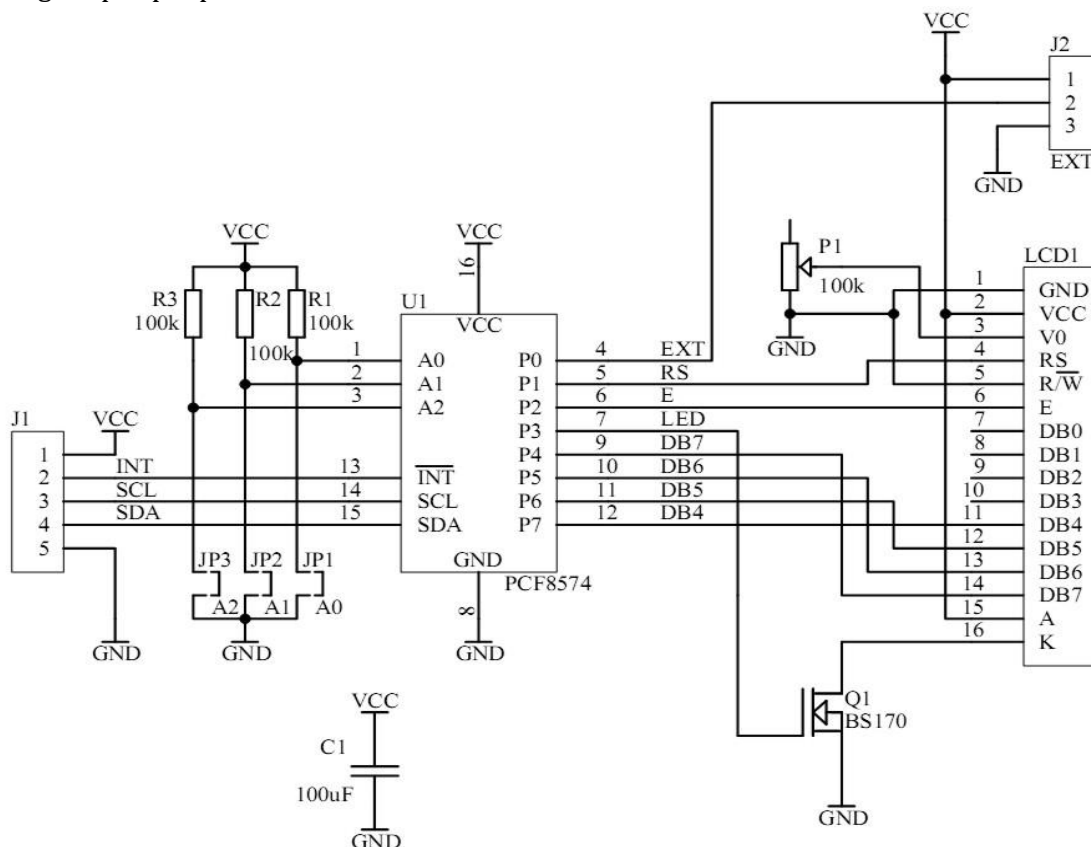 VCC
J2
1
2
3
EXT
GND
VCC
R3
100k
R2
100k
R1
100k
VCC
16
U1
VCC
1
2
3
A0
A1
A2
13
14
15
INT
SCL
SDA
GND
PCF8574
8
GND
P0
P1
P2
P3
P4
P5
P6
P7
4 EXT
5 RS
6 E
7 LED
9 DB7
10 DB6
11 DB5
12 DB4
J1
1
2
3
4
5
VCC
INT
SCL
SDA
GND
JP3
A2
JP2
A1
JP1
A0
GND
P1
100k
GND
LCD1
1 GND
2 VCC
3 V0
4 RS
5 R/W
6 E
7 DB0
8 DB1
9 DB2
10 DB3
11 DB4
12 DB5
13 DB6
14 DB7
15 A
16 K
Q1
BS170
GND
VCC
C1
100uF
GND